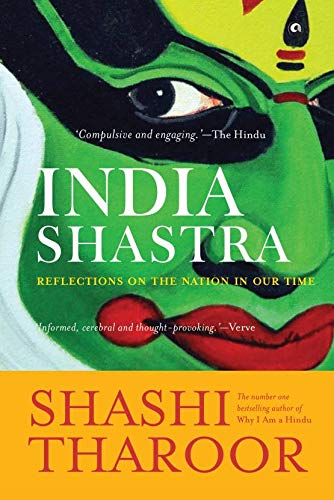 'Compulsive and engaging.'—The Hindu
INDIA
SHASTRA
REFLECTIONS ON THE NATION IN OUR TIME
'Informed, cerebral and thought-provoking.'—Verve
SHASHI
THAROOR
The number one
bestselling author of
Why I Am a Hindu